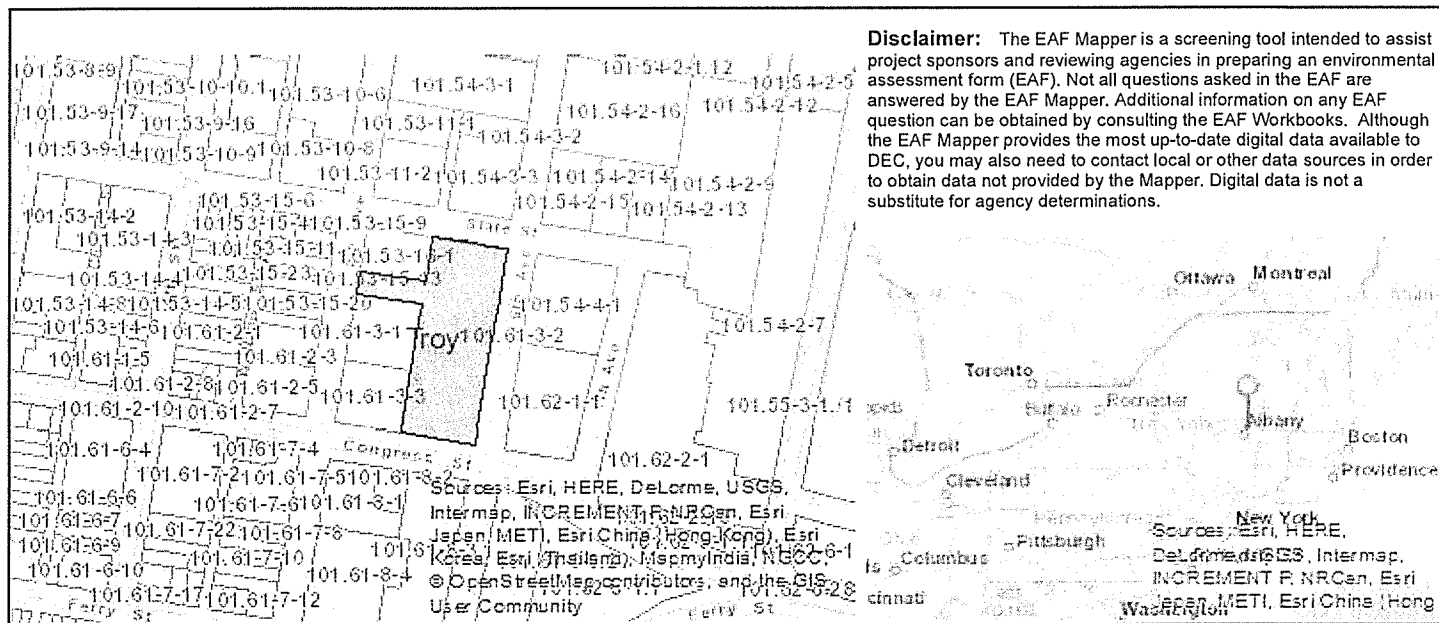 Disclaimer: The EAF Mapper is a screening tool intended to assist
project sponsors and reviewing agencies in preparing an environmental
assessment form (EAF). Not all questions asked in the EAF are
answered by the EAF Mapper. Additional information on any EAF
question can be obtained by consulting the EAF Workbooks. Although
the EAF Mapper provides the most up-to-date digital data available to
DEC, you may also need to contact local or other data sources in order
to obtain data not provided by the Mapper. Digital data is not a
substitute for agency determinations.
101.53-8-9
101.53-10-10.1
101.53-10-6
101.54-3-1
101.54-2-1.12
101.54-2-5
101.53-9-17
101.53-9-16
101.53-11-1
101.54-3-2
101.54-2-16
101.54-2-12
101.53-9-14
101.53-10-9
101.53-10-8
101.53-11-2
101.54-3-3
101.54-2-14
101.54-2-9
101.54-2-15
101.54-2-13
101.53-15-6
101.53-14-2
101.53-15-4
101.53-15-9
State St
101.53-14-3
101.53-15-11
101.53-14-4
101.53-15-23
101.53-14-8
101.53-14-5
101.53-15-20
101.54-4-1
101.53-14-6
101.61-2-1
101.61-3-1
Troy
101.61-3-2
101.54-2-7
101.61-1-5
101.61-2-3
101.61-2-8
101.61-2-5
101.61-3-3
101.62-1-1
101.61-2-10
101.61-2-7
101.61-6-4
101.61-7-4
Congress St
101.62-2-1
101.61-7-2
101.61-7-5
101.61-8-2
101.61-6-6
101.61-7-6
101.61-8-1
101.61-6-7
101.61-7-22
101.61-7-8
101.61-6-9
101.61-7-10
101.61-6-10
101.61-8-4
101.61-7-17
101.61-7-12
Ferry St
Ferry St
Sources: Esri, HERE, DeLorme, USGS,
Intermap, INCREMENT P, NRCan, Esri
Japan, METI, Esri China (Hong Kong), Esri
Korea, Esri (Thailand), MapmyIndia, NGCC,
© OpenStreetMap contributors, and the GIS
User Community
Ottawa
Montreal
Toronto
Buffalo
Rochester
Albany
Detroit
Boston
Providence
Cleveland
New York
Pittsburgh
Columbus
cinnati
Washington
Sources: Esri, HERE,
DeLorme, USGS, Intermap,
INCREMENT P, NRCan, Esri
Japan, METI, Esri China (Hong